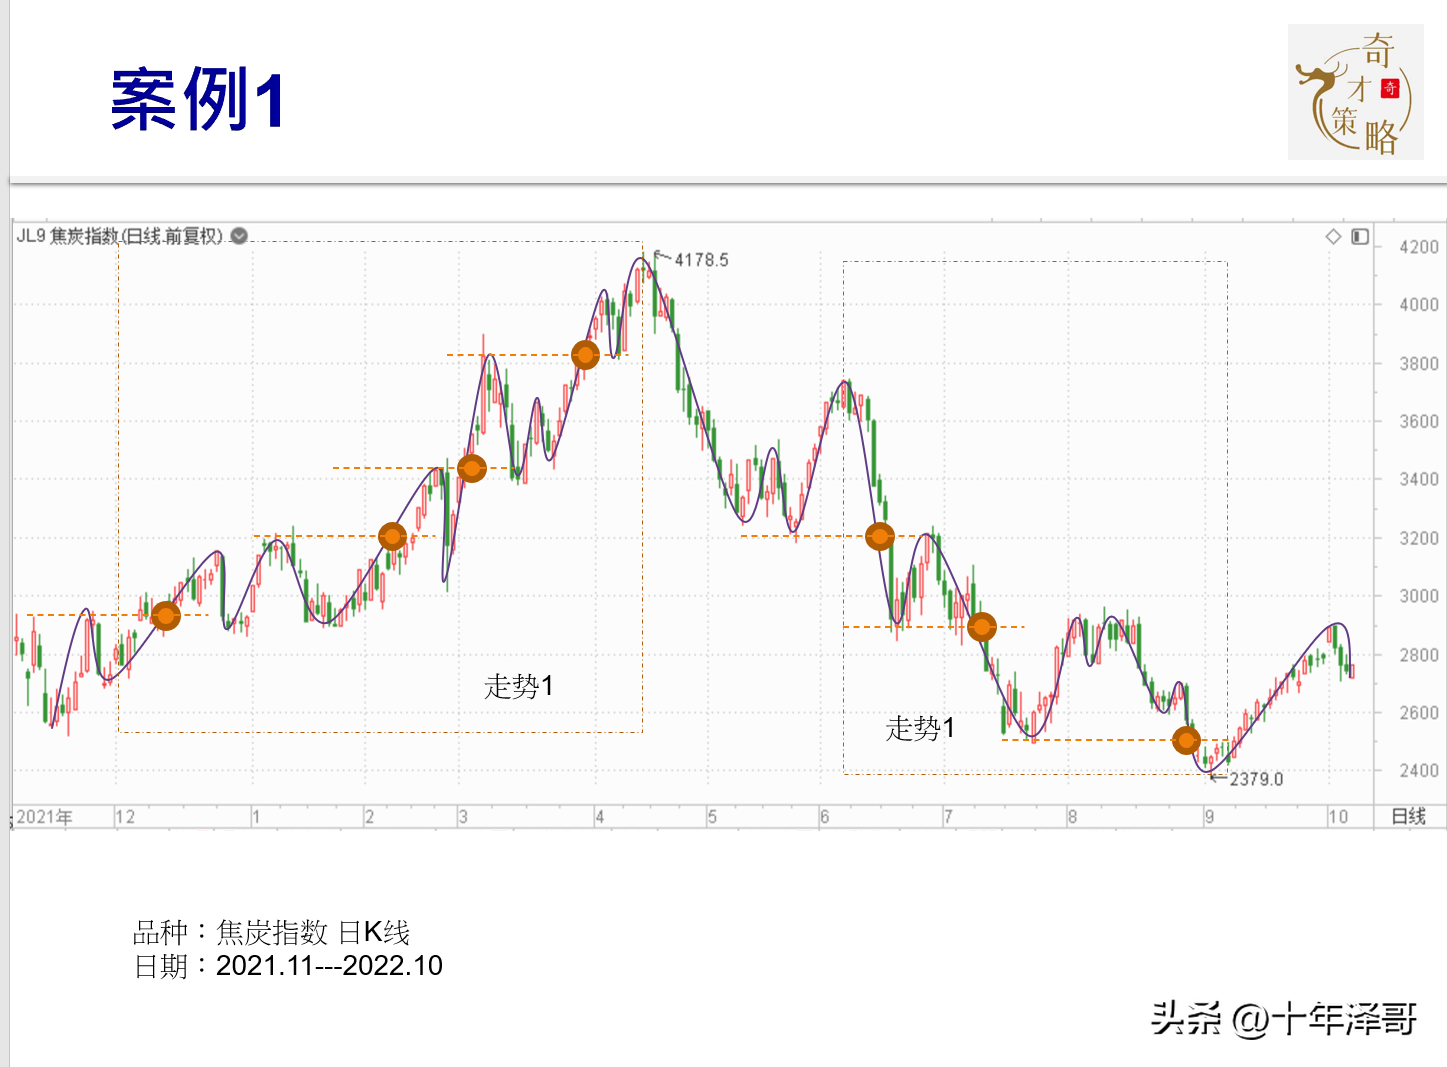 案例1
奇
才 奇
策
略
JL9 焦炭指数(日线.前复权)
4178.5
4200
4000
3800
3600
3400
3200
3000
2800
2600
2400
走势1
走势1
2379.0
2021年 12 1 2 3 4 5 6 7 8 9 10 日线
品种：焦炭指数 日K线
日期：2021.11---2022.10
头条 @十年泽哥